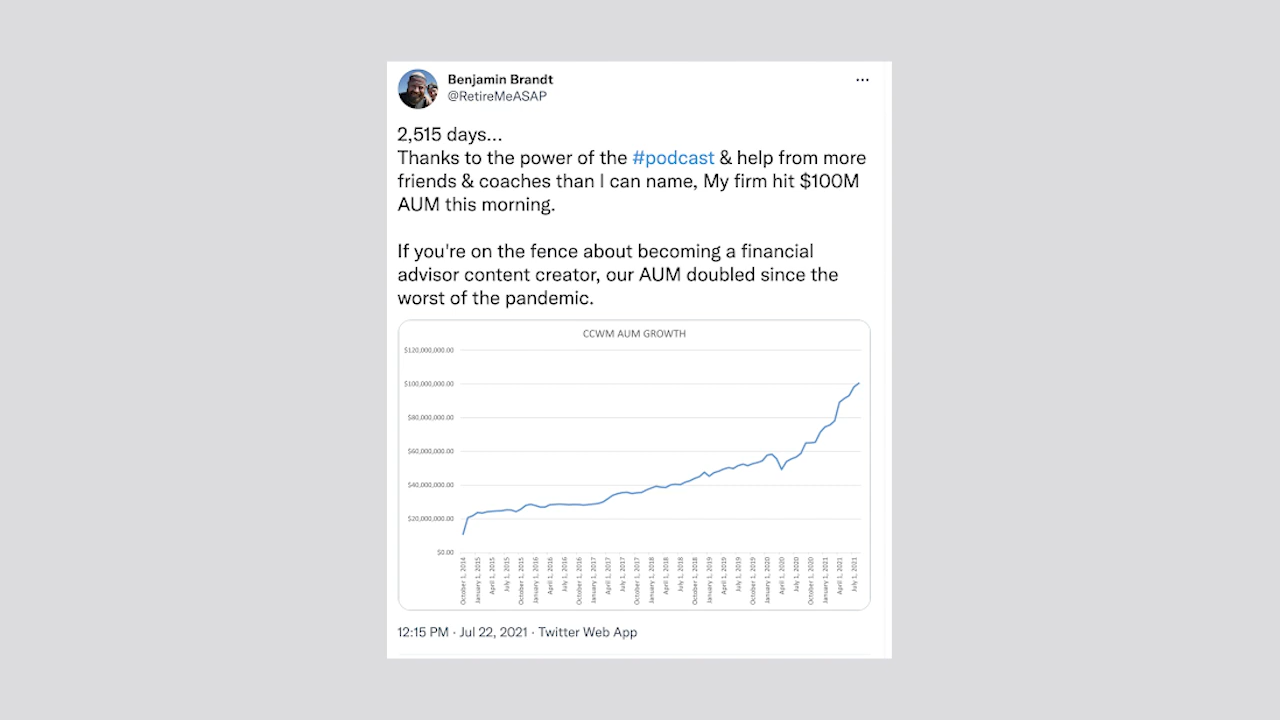 Benjamin Brandt
@RetireMeASAP
...
2,515 days...
Thanks to the power of the #podcast & help from more
friends & coaches than I can name, My firm hit $100M
AUM this morning.
If you're on the fence about becoming a financial
advisor content creator, our AUM doubled since the
worst of the pandemic.
CCWM AUM GROWTH
$120,000,000.00
$100,000,000.00
$80,000,000.00
$60,000,000.00
$40,000,000.00
$20,000,000.00
$0.00
October 1, 2014
January 1, 2015
April 1, 2015
July 1, 2015
October 1, 2015
January 1, 2016
April 1, 2016
July 1, 2016
October 1, 2016
January 1, 2017
April 1, 2017
July 1, 2017
October 1, 2017
January 1, 2018
April 1, 2018
July 1, 2018
October 1, 2018
January 1, 2019
April 1, 2019
July 1, 2019
October 1, 2019
January 1, 2020
April 1, 2020
July 1, 2020
October 1, 2020
January 1, 2021
April 1, 2021
July 1, 2021
12:15 PM · Jul 22, 2021 · Twitter Web App